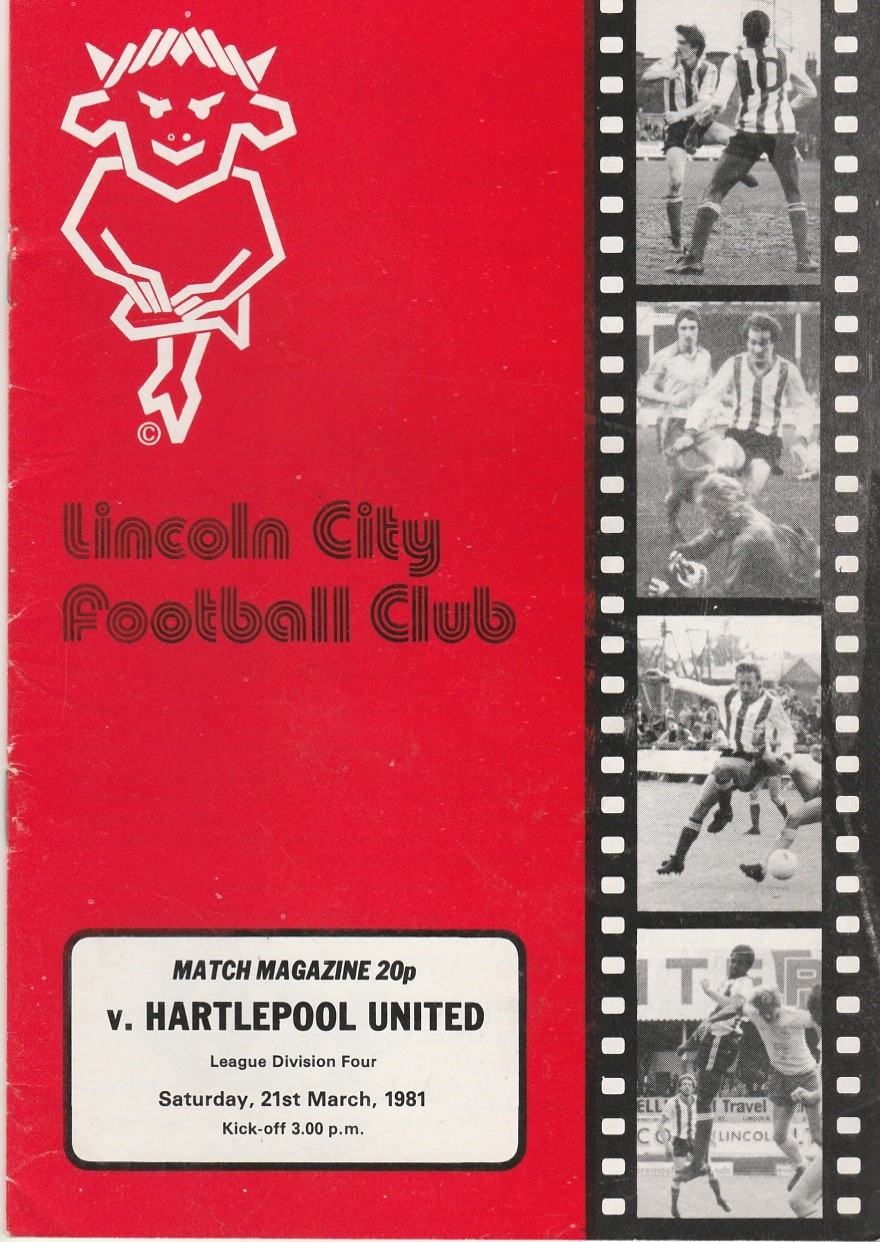 ©
Lincoln City
Football Club
MATCH MAGAZINE 20p
v. HARTLEPOOL UNITED
League Division Four
Saturday, 21st March, 1981
Kick-off 3.00 p.m.
10
Travel
LINCOL